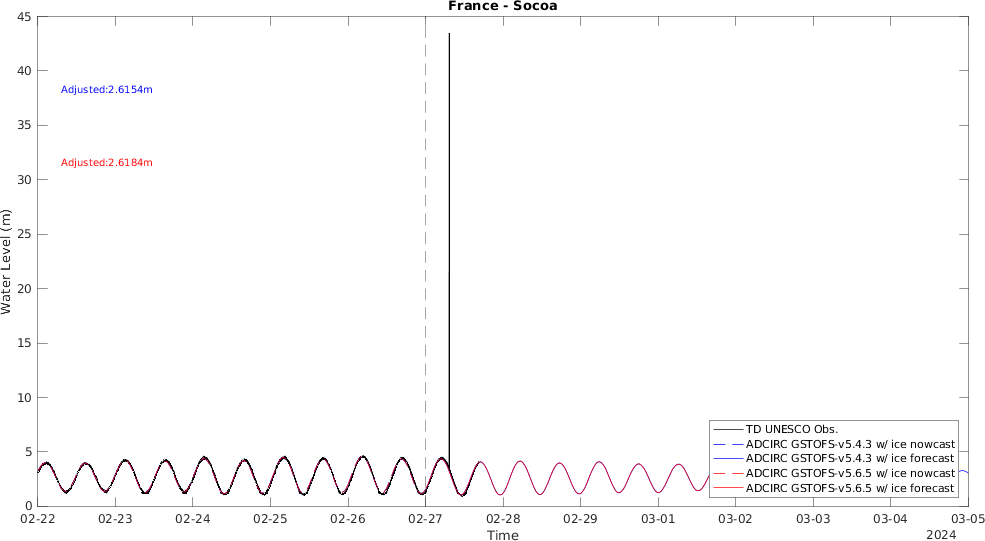 France - Socoa
45
40
35
30
25
20
15
10
5
0
Water Level (m)
Adjusted:2.6154m
Adjusted:2.6184m
TD UNESCO Obs.
ADCIRC GSTOFS-v5.4.3 w/ ice nowcast
ADCIRC GSTOFS-v5.4.3 w/ ice forecast
ADCIRC GSTOFS-v5.6.5 w/ ice nowcast
ADCIRC GSTOFS-v5.6.5 w/ ice forecast
02-22 02-23 02-24 02-25 02-26 02-27 02-28 02-29 03-01 03-02 03-03 03-04 03-05
Time
2024